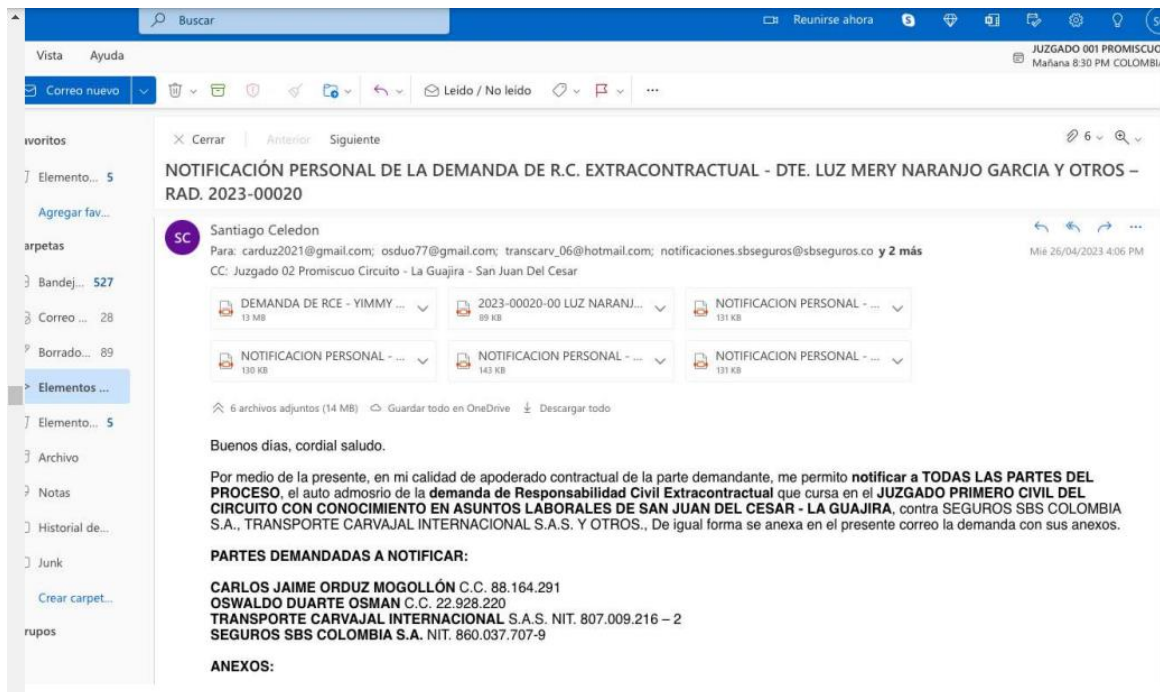 Buscar
Reunirse ahora
JUZGADO 001 PROMISCUO
Mañana 8:30 PM COLOMBIA
Vista Ayuda
Correo nuevo
Leído / No leído
Cerrar Anterior Siguiente
6
NOTIFICACIÓN PERSONAL DE LA DEMANDA DE R.C. EXTRACONTRACTUAL - DTE. LUZ MERY NARANJO GARCIA Y OTROS –
RAD. 2023-00020
avoritos
Elemento... 5
Agregar fav...
arpetas
Bandej... 527
Correo ... 28
Borrado... 89
Elementos ...
Elemento... 5
Archivo
Notas
Historial de...
Junk
Crear carpet...
rupos
SC
Santiago Celedon
Para: carduz2021@gmail.com; osduo77@gmail.com; transcarv_06@hotmail.com; notificaciones.sbseguros@sbseguros.co y 2 más
Mié 26/04/2023 4:06 PM
CC: Juzgado 02 Promiscuo Circuito - La Guajira - San Juan Del Cesar
DEMANDA DE RCE - YIMMY ...
13 MB
2023-00020-00 LUZ NARANJ...
89 KB
NOTIFICACION PERSONAL - ...
131 KB
NOTIFICACION PERSONAL - ...
130 KB
NOTIFICACION PERSONAL - ...
143 KB
NOTIFICACION PERSONAL - ...
131 KB
6 archivos adjuntos (14 MB) Guardar todo en OneDrive Descargar todo
Buenos días, cordial saludo.
Por medio de la presente, en mi calidad de apoderado contractual de la parte demandante, me permito notificar a TODAS LAS PARTES DEL
PROCESO, el auto admosrio de la demanda de Responsabilidad Civil Extracontractual que cursa en el JUZGADO PRIMERO CIVIL DEL
CIRCUITO CON CONOCIMIENTO EN ASUNTOS LABORALES DE SAN JUAN DEL CESAR - LA GUAJIRA, contra SEGUROS SBS COLOMBIA
S.A., TRANSPORTE CARVAJAL INTERNACIONAL S.A.S. Y OTROS., De igual forma se anexa en el presente correo la demanda con sus anexos.
PARTES DEMANDADAS A NOTIFICAR:
CARLOS JAIME ORDUZ MOGOLLÓN C.C. 88.164.291
OSWALDO DUARTE OSMAN C.C. 22.928.220
TRANSPORTE CARVAJAL INTERNACIONAL S.A.S. NIT. 807.009.216 – 2
SEGUROS SBS COLOMBIA S.A. NIT. 860.037.707-9
ANEXOS: